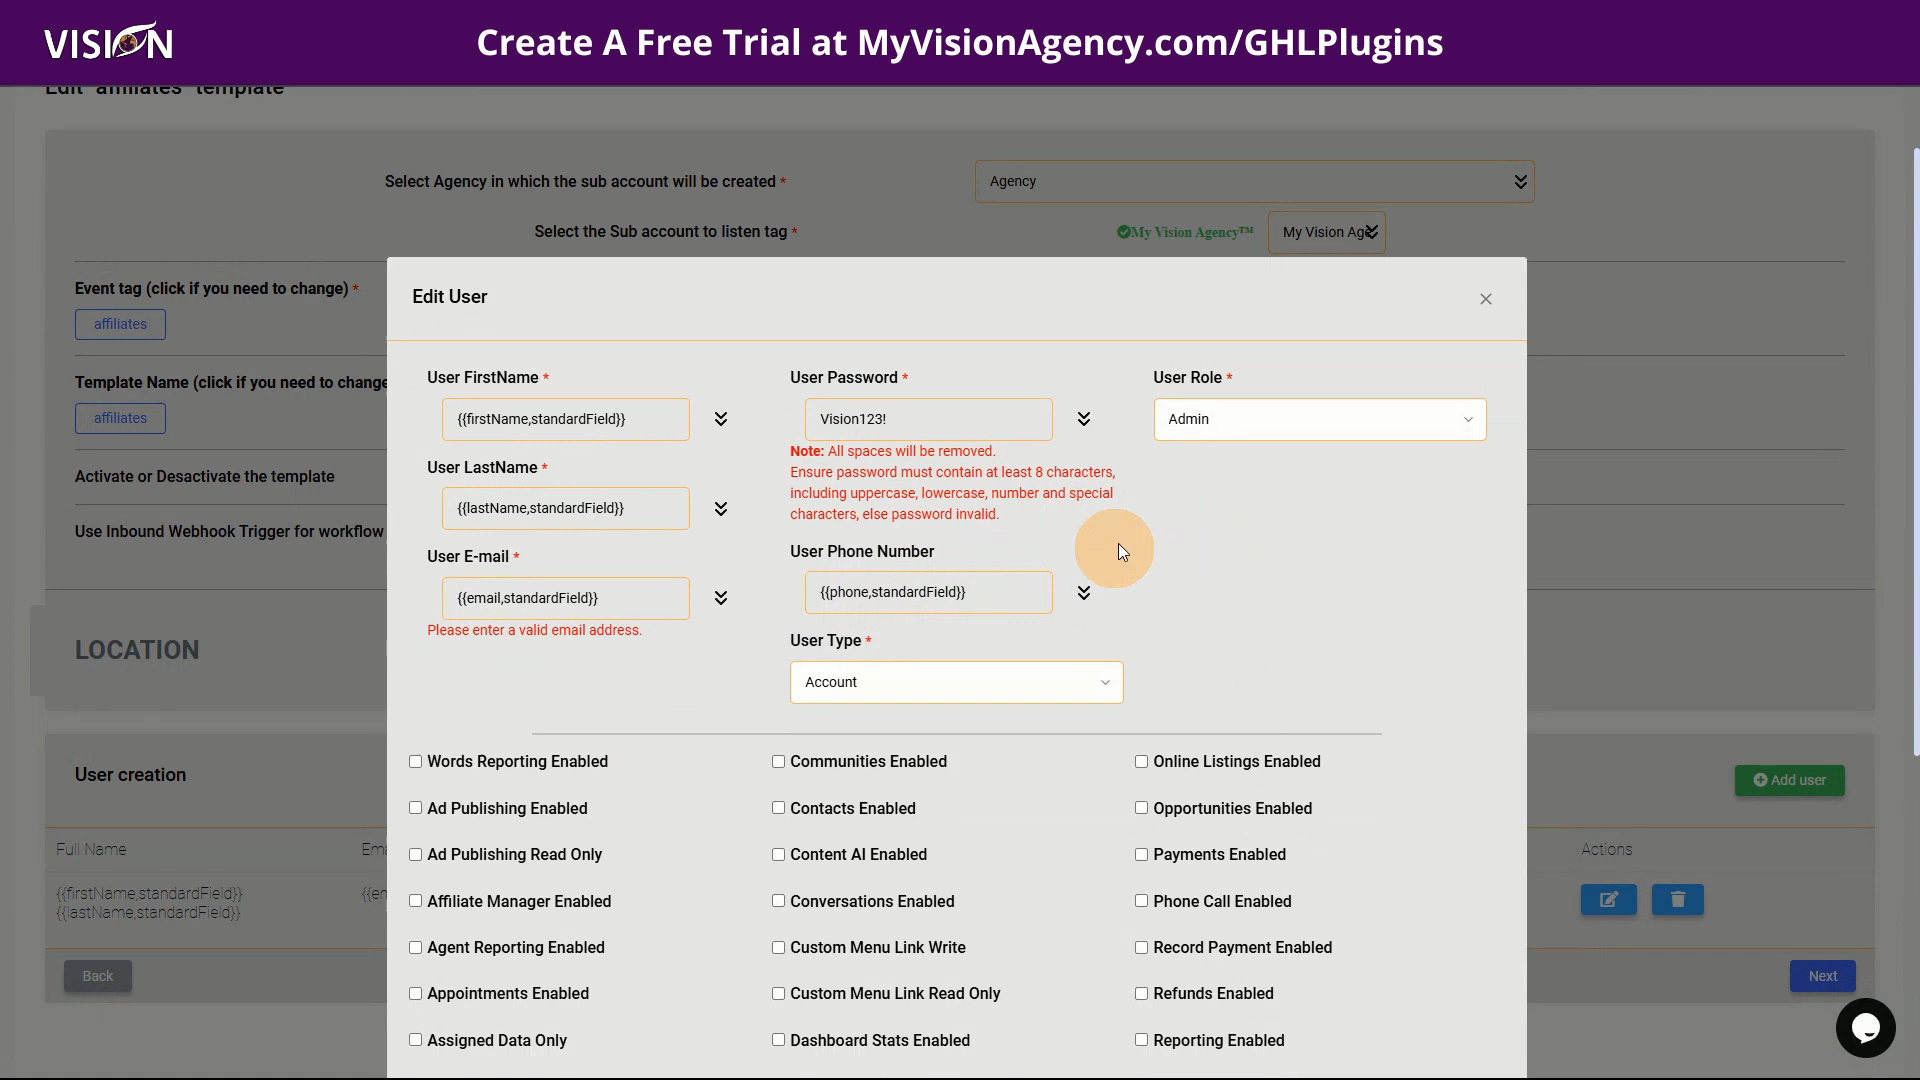 VISION
Create A Free Trial at MyVisionAgency.com/GHLPlugins
Edit "affiliates" template
Select Agency in which the sub account will be created *
Agency
Select the Sub account to listen tag *
My Vision Agency™
My Vision Age
Event tag (click if you need to change) *
affiliates
Template Name (click if you need to change
affiliates
Activate or Desactivate the template
Use Inbound Webhook Trigger for workflow
LOCATION
Edit User
×
User FirstName *
{{firstName,standardField}}
User LastName *
{{lastName,standardField}}
User E-mail *
{{email,standardField}}
Please enter a valid email address.
User Password *
Vision123!
Note: All spaces will be removed.
Ensure password must contain at least 8 characters,
including uppercase, lowercase, number and special
characters, else password invalid.
User Phone Number
{{phone,standardField}}
User Type *
Account
User Role *
Admin
Words Reporting Enabled
Ad Publishing Enabled
Ad Publishing Read Only
Affiliate Manager Enabled
Agent Reporting Enabled
Appointments Enabled
Assigned Data Only
Communities Enabled
Contacts Enabled
Content AI Enabled
Conversations Enabled
Custom Menu Link Write
Custom Menu Link Read Only
Dashboard Stats Enabled
Online Listings Enabled
Opportunities Enabled
Payments Enabled
Phone Call Enabled
Record Payment Enabled
Refunds Enabled
Reporting Enabled
User creation
Add user
Full Name
Ema
Actions
{{firstName,standardField}}
{{lastName,standardField}}
{{en
Back
Next